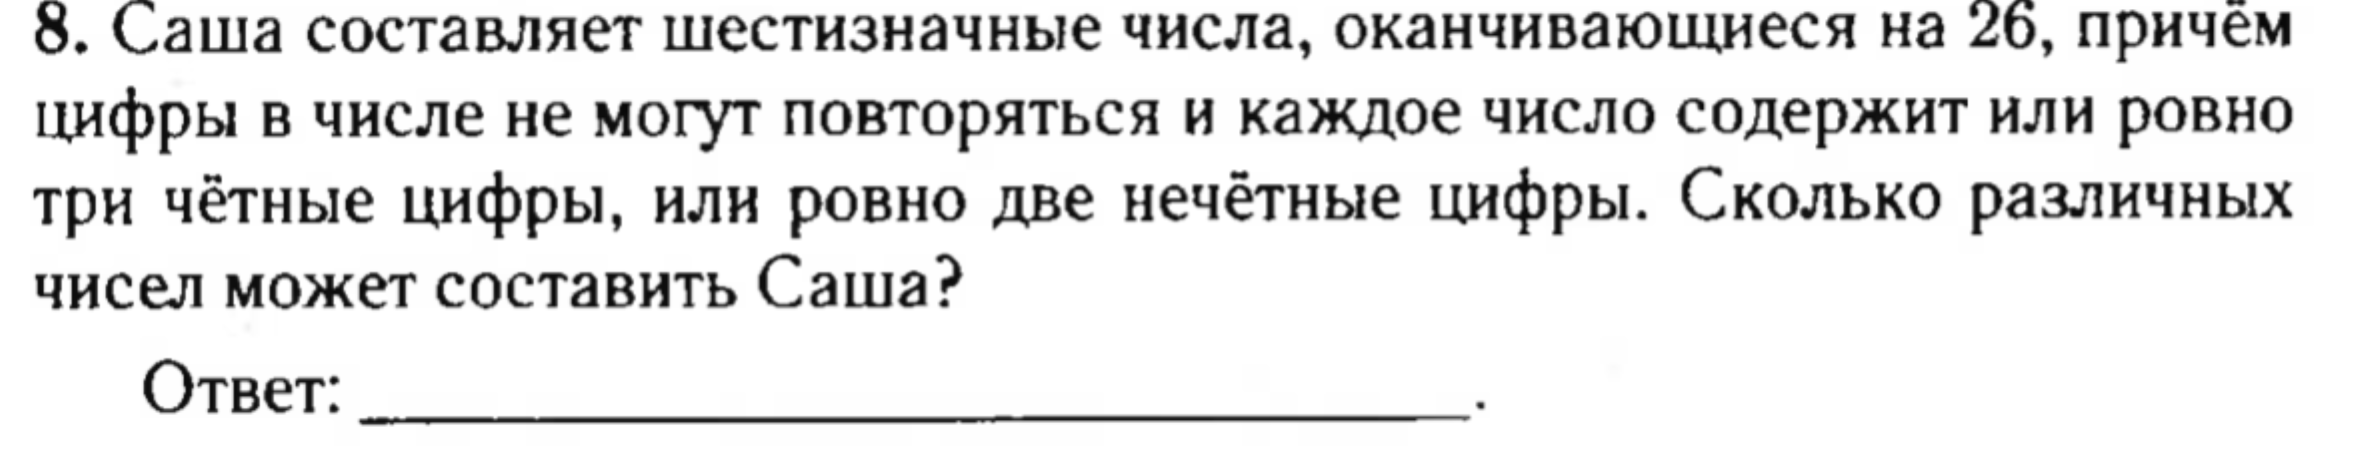 8. Саша составляет шестизначные числа, оканчивающиеся на 26, причём
цифры в числе не могут повторяться и каждое число содержит или ровно
три чётные цифры, или ровно две нечётные цифры. Сколько различных
чисел может составить Саша?
Ответ: ______________________________.